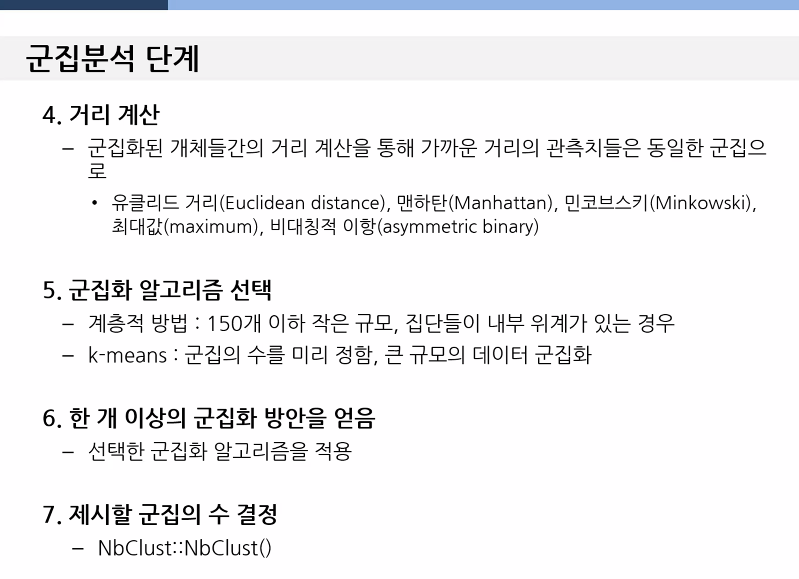 군집분석 단계
4. 거리 계산
– 군집화된 개체들간의 거리 계산을 통해 가까운 거리의 관측치들은 동일한 군집으
로
• 유클리드 거리(Euclidean distance), 맨하탄(Manhattan), 민코브스키(Minkowski),
최대값(maximum), 비대칭적 이항(asymmetric binary)
5. 군집화 알고리즘 선택
– 계층적 방법 : 150개 이하 작은 규모, 집단들이 내부 위계가 있는 경우
– k-means : 군집의 수를 미리 정함, 큰 규모의 데이터 군집화
6. 한 개 이상의 군집화 방안을 얻음
– 선택한 군집화 알고리즘을 적용
7. 제시할 군집의 수 결정
– NbClust::NbClust()